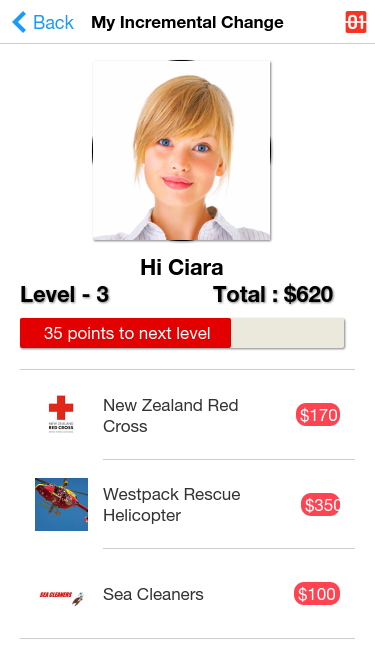 Back
My Incremental Change
01
Hi Ciara
Level - 3
Total : $620
35 points to next level
NEW ZEALAND
RED CROSS
New Zealand Red
Cross
$170
Westpack Rescue
Helicopter
$350
SEA CLEANERS
Sea Cleaners
$100